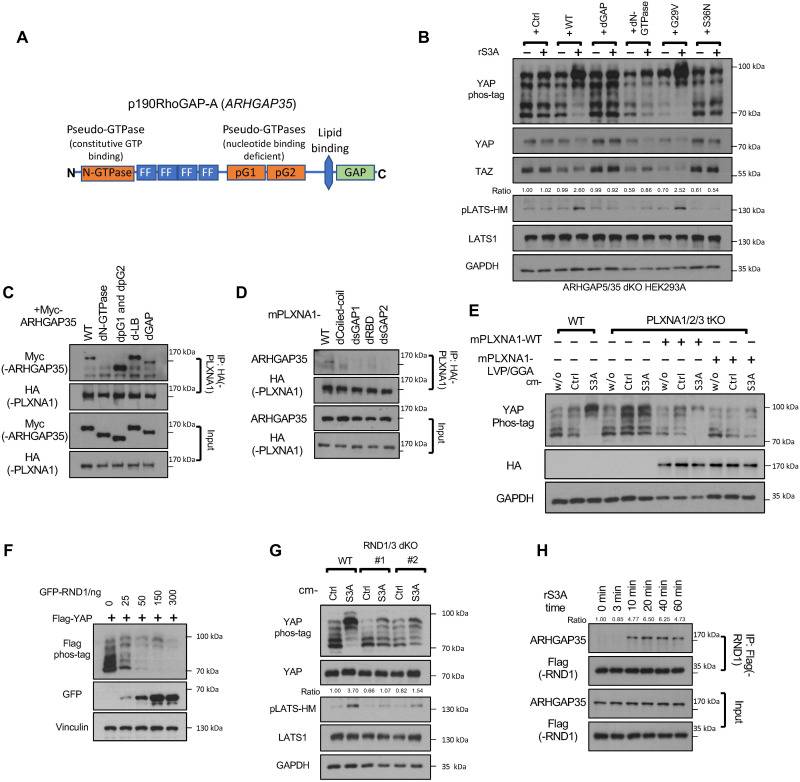 A
p190RhoGAP-A (ARHGAP35)
Pseudo-GTPase
(constitutive GTP
binding)
Pseudo-GTPases
(nucleotide binding
deficient)
Lipid
binding
N N-GTPase FF FF FF FF pG1 pG2 GAP C
B
+ Ctrl + WT + dGAP + dN-GTPase + G29V + S36N
rS3A − + − + − + − + − + − +
YAP
phos-tag
100 kDa
70 kDa
YAP 70 kDa
TAZ 55 kDa
Ratio 1.00 1.02 0.99 2.60 0.99 0.92 0.59 0.86 0.70 2.52 0.61 0.54
pLATS-HM 130 kDa
LATS1 130 kDa
GAPDH 35 kDa
ARHGAP5/35 dKO HEK293A
C
+Myc-
ARHGAP35
WT dN-GTPase dpG1 and dpG2 d-LB dGAP
Myc
(-ARHGAP35)
170 kDa
HA
(-PLXNA1)
170 kDa
IP: HA(-
PLXNA1)
Myc
(-ARHGAP35)
170 kDa
HA
(-PLXNA1)
170 kDa
Input
D
mPLXNA1-
WT dCoiled-coil dsGAP1 dRBD dsGAP2
ARHGAP35 170 kDa
HA
(-PLXNA1)
170 kDa
IP: HA(-
PLXNA1)
ARHGAP35 170 kDa
HA
(-PLXNA1)
170 kDa
Input
E
WT PLXNA1/2/3 tKO
mPLXNA1-WT + + +
mPLXNA1-
LVP/GGA
+ + +
cm- w/o Ctrl S3A w/o Ctrl S3A w/o Ctrl S3A w/o Ctrl S3A
YAP
Phos-tag
100 kDa
70 kDa
HA 170 kDa
GAPDH 35 kDa
F
GFP-RND1/ng 0 25 50 150 300
Flag-YAP + + + + +
Flag
phos-tag
100 kDa
70 kDa
GFP 70 kDa
50 kDa
Vinculin 130 kDa
G
RND1/3 dKO
WT #1 #2
cm- Ctrl S3A Ctrl S3A Ctrl S3A
YAP
phos-tag
100 kDa
70 kDa
YAP 70 kDa
Ratio 1.00 3.70 0.66 1.07 0.82 1.54
pLATS-HM 130 kDa
LATS1 130 kDa
GAPDH 35 kDa
H
rS3A
time
0 min 3 min 10 min 20 min 40 min 60 min
Ratio 1.00 0.85 4.77 6.50 6.25 4.73
ARHGAP35 170 kDa
Flag
(-RND1)
35 kDa
IP: Flag(-
RND1)
ARHGAP35 170 kDa
Flag
(-RND1)
35 kDa
Input